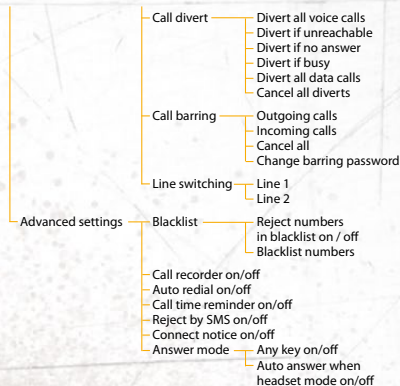 Call divert
Divert all voice calls
Divert if unreachable
Divert if no answer
Divert if busy
Divert all data calls
Cancel all diverts
Call barring
Outgoing calls
Incoming calls
Cancel all
Change barring password
Line switching
Line 1
Line 2
Advanced settings
Blacklist
Reject numbers
in blacklist on / off
Blacklist numbers
Call recorder on/off
Auto redial on/off
Call time reminder on/off
Reject by SMS on/off
Connect notice on/off
Answer mode
Any key on/off
Auto answer when
headset mode on/off